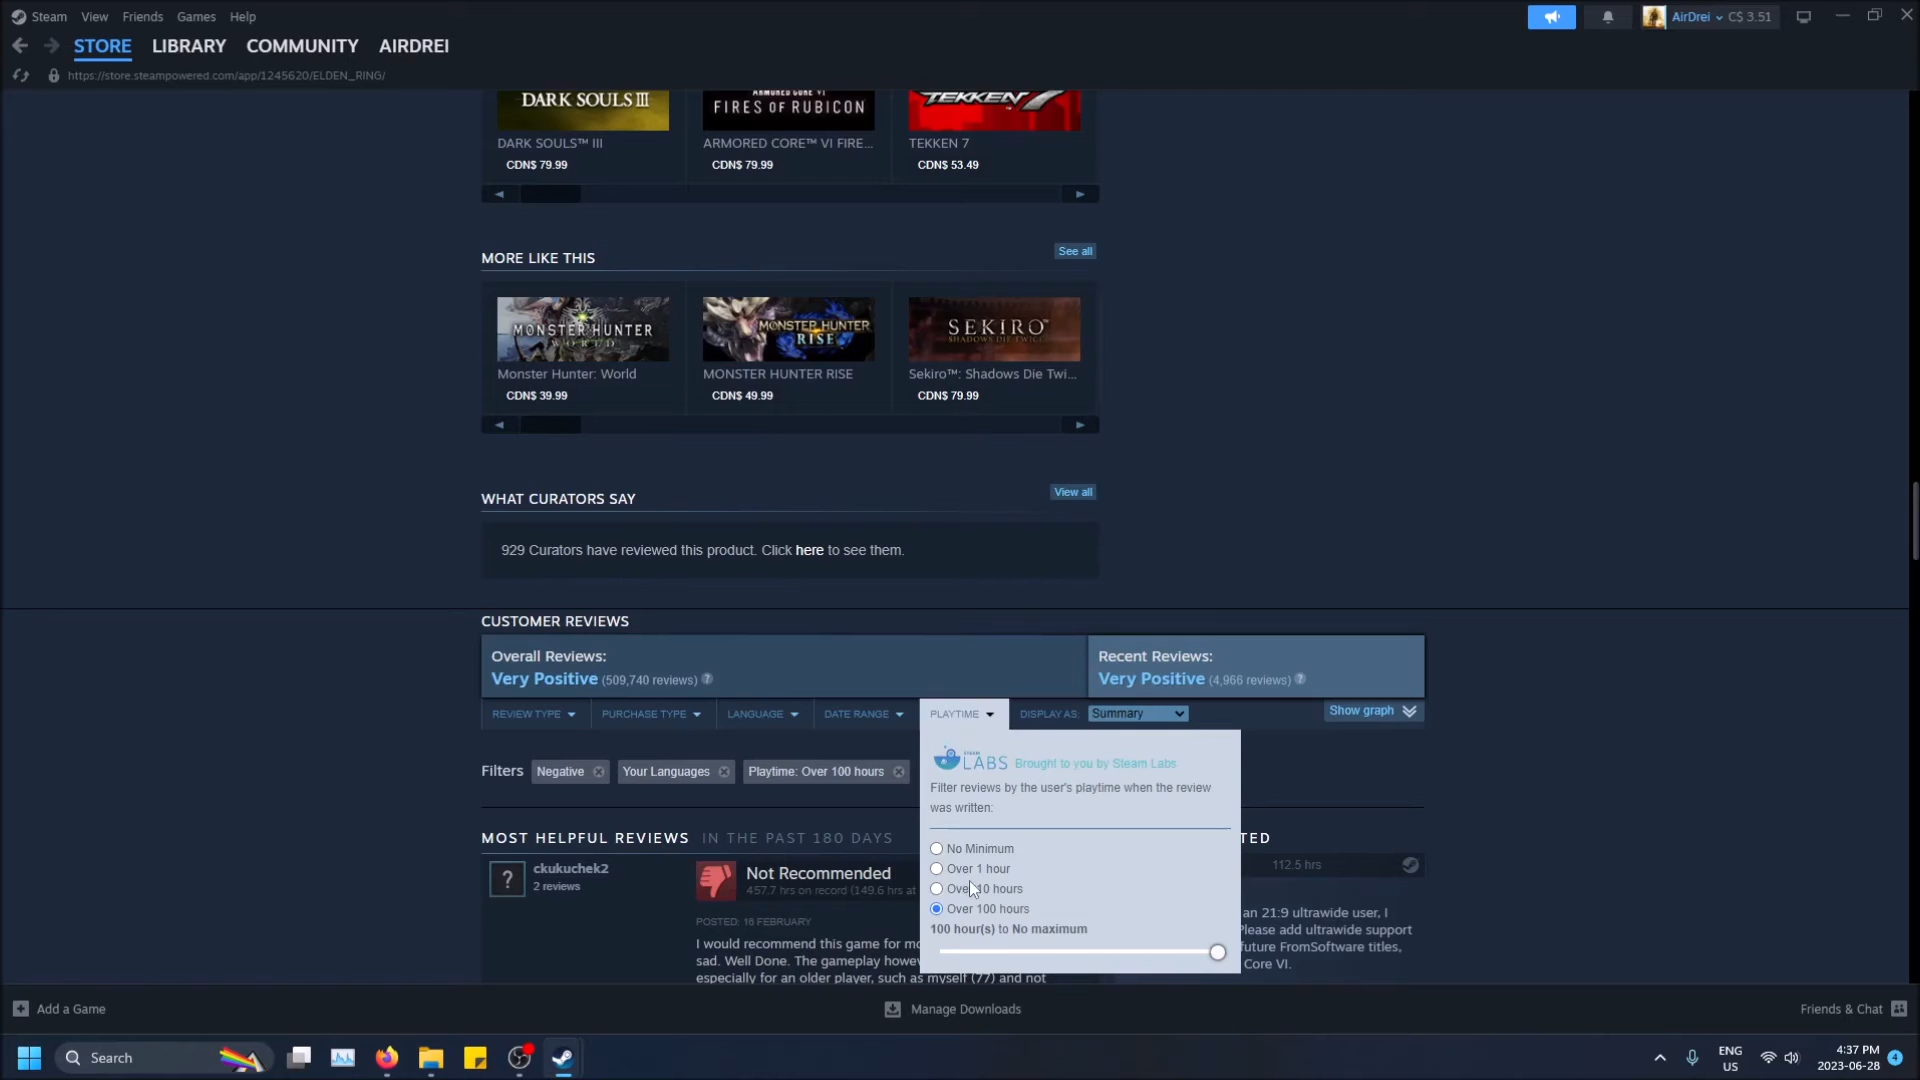 Steam View Friends Games Help
AirDrei C$ 3.51
STORE LIBRARY COMMUNITY AIRDREI
https://store.steampowered.com/app/1245620/ELDEN_RING/
DARK SOULS III
ARMORED CORE VI
FIRES OF RUBICON
TEKKEN 7
DARK SOULS™ III ARMORED CORE™ VI FIRE... TEKKEN 7
CDN$ 79.99 CDN$ 79.99 CDN$ 53.49
MORE LIKE THIS See all
MONSTER HUNTER
WORLD
MONSTER HUNTER
RISE
SEKIRO™
SHADOWS DIE TWICE
Monster Hunter: World MONSTER HUNTER RISE Sekiro™: Shadows Die Twi...
CDN$ 39.99 CDN$ 49.99 CDN$ 79.99
WHAT CURATORS SAY View all
929 Curators have reviewed this product. Click here to see them.
CUSTOMER REVIEWS
Overall Reviews: Recent Reviews:
Very Positive (509,740 reviews) ? Very Positive (4,966 reviews) ?
REVIEW TYPE PURCHASE TYPE LANGUAGE DATE RANGE PLAYTIME DISPLAY AS: Summary Show graph
STEAM
LABS Brought to you by Steam Labs
Filters Negative Your Languages Playtime: Over 100 hours
Filter reviews by the user's playtime when the review
was written:
MOST HELPFUL REVIEWS IN THE PAST 180 DAYS TED
No Minimum
Over 1 hour
Over 10 hours
Over 100 hours
100 hour(s) to No maximum
? ckukuchek2
2 reviews
Not Recommended
457.7 hrs on record (149.6 hrs at
POSTED: 16 FEBRUARY
I would recommend this game for mo
sad. Well Done. The gameplay howev
especially for an older player, such as myself (77) and not
112.5 hrs
an 21:9 ultrawide user, I
Please add ultrawide support
future FromSoftware titles,
Core VI.
Add a Game Manage Downloads Friends & Chat
Search
ENG
US
4:37 PM
2023-06-28
4